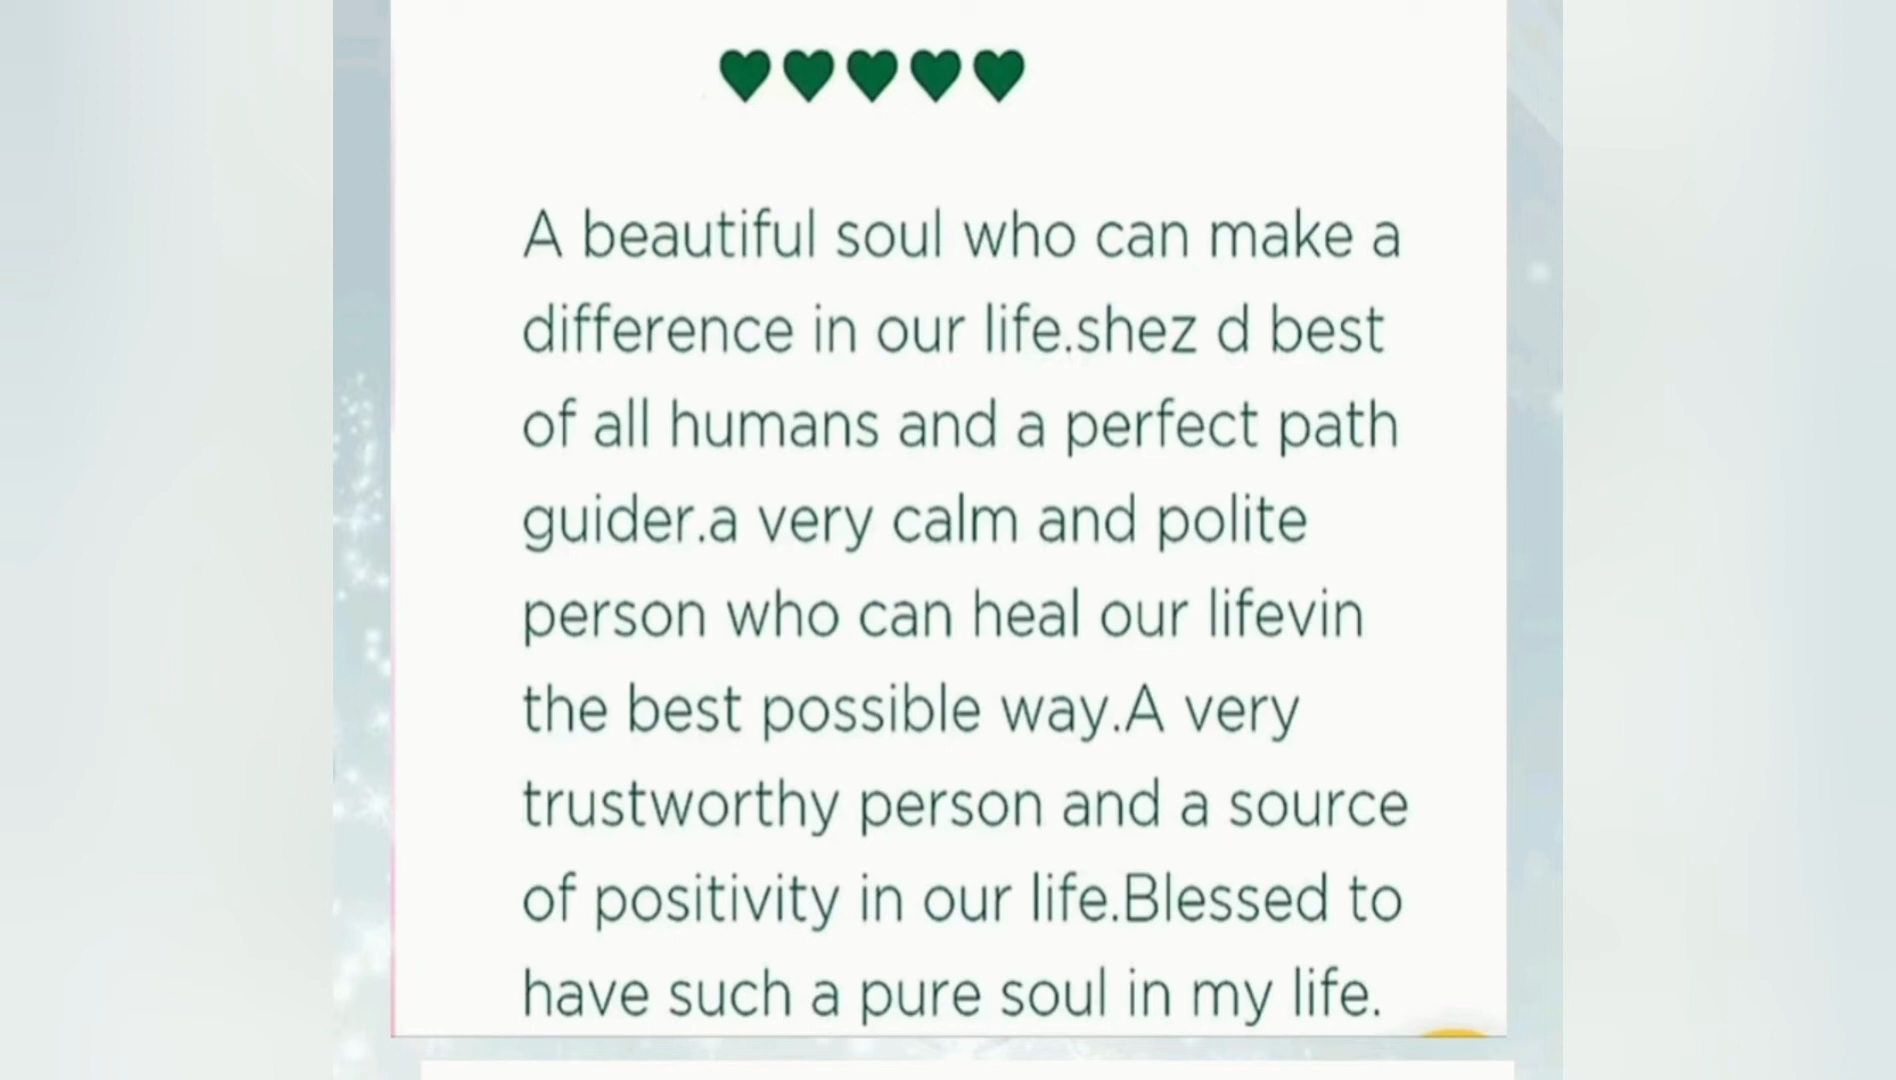 A beautiful soul who can make a
difference in our life.shez d best
of all humans and a perfect path
guider.a very calm and polite
person who can heal our lifevin
the best possible way.A very
trustworthy person and a source
of positivity in our life.Blessed to
have such a pure soul in my life.